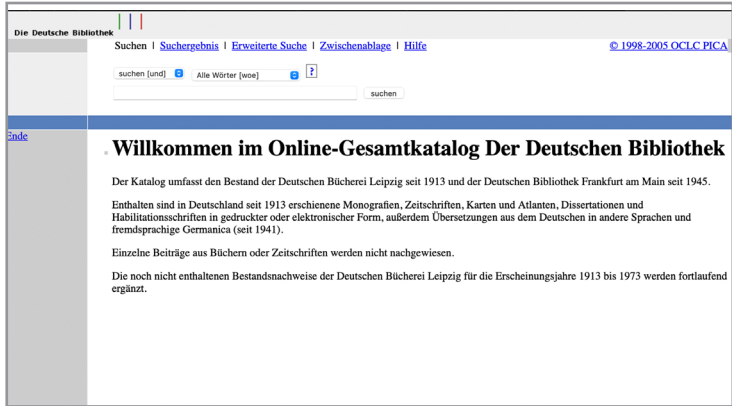 Die Deutsche Bibliothek
Suchen | Suchergebnis | Erweiterte Suche | Zwischenablage | Hilfe © 1998-2005 OCLC PICA
suchen [und] Alle Wörter [woe] ?
suchen
Ende
Willkommen im Online-Gesamtkatalog Der Deutschen Bibliothek
Der Katalog umfasst den Bestand der Deutschen Bücherei Leipzig seit 1913 und der Deutschen Bibliothek Frankfurt am Main seit 1945.
Enthalten sind in Deutschland seit 1913 erschienene Monografien, Zeitschriften, Karten und Atlanten, Dissertationen und
Habilitationsschriften in gedruckter oder elektronischer Form, außerdem Übersetzungen aus dem Deutschen in andere Sprachen und
fremdsprachige Germanica (seit 1941).
Einzelne Beiträge aus Büchern oder Zeitschriften werden nicht nachgewiesen.
Die noch nicht enthaltenen Bestandsnachweise der Deutschen Bücherei Leipzig für die Erscheinungsjahre 1913 bis 1973 werden fortlaufend
ergänzt.